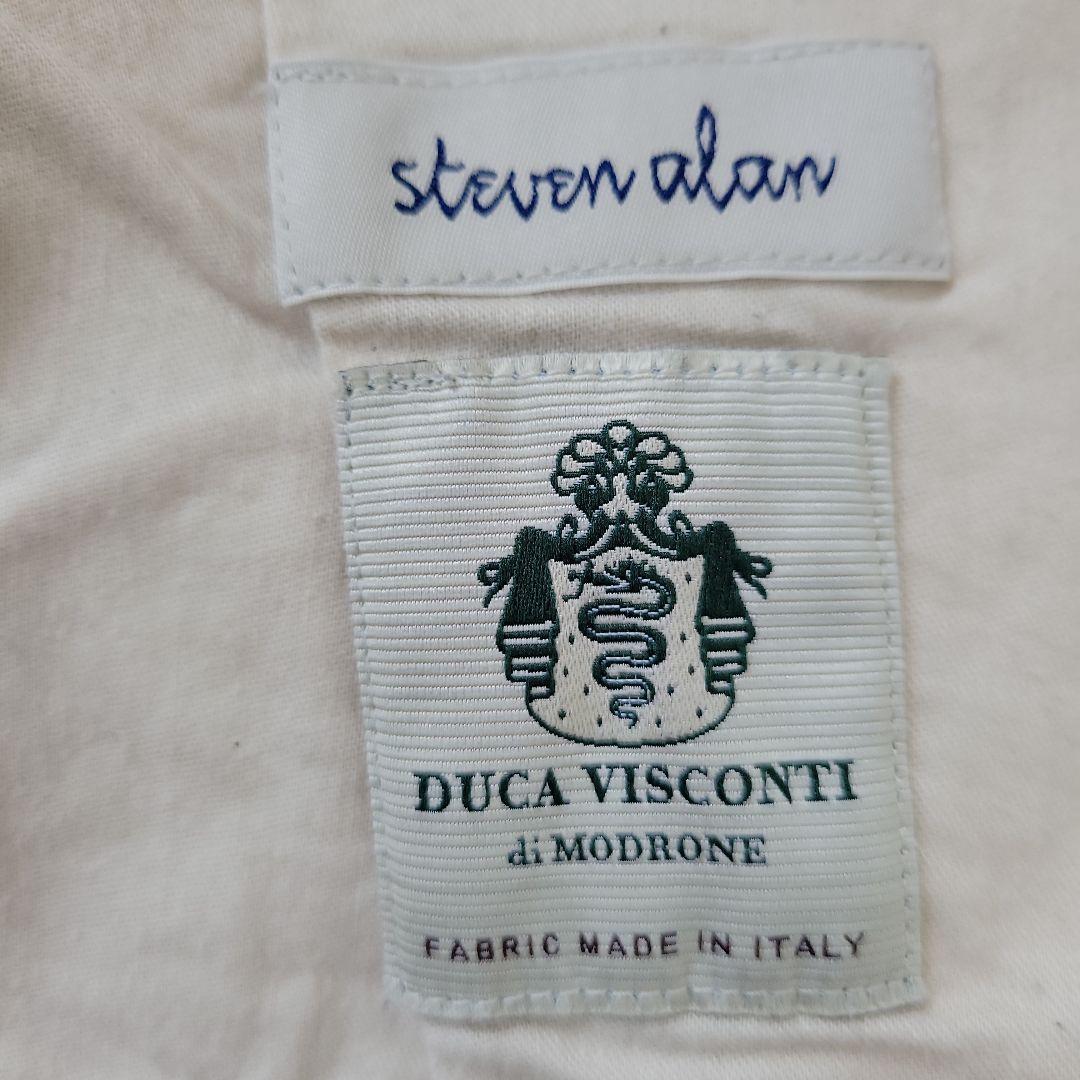 steven alan
DUCA VISCONTI
di MODRONE
FABRIC MADE IN ITALY